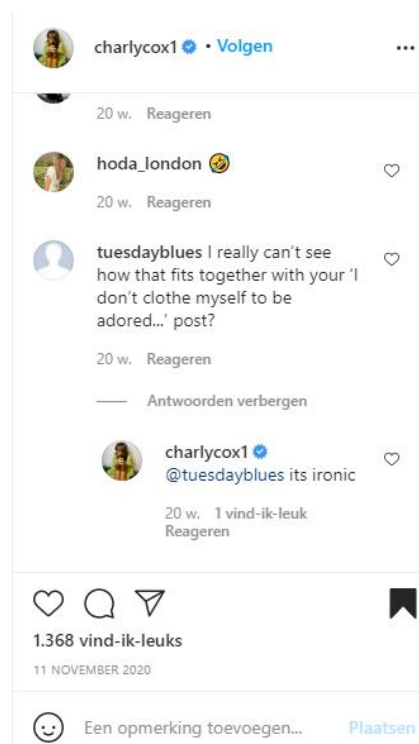 charlycox1 • Volgen
20 w. Reageren
hoda_london 🤣
20 w. Reageren
tuesdayblues I really can't see
how that fits together with your 'I
don't clothe myself to be
adored...' post?
20 w. Reageren
Antwoorden verbergen
charlycox1
@tuesdayblues its ironic
20 w. 1 vind-ik-leuk
Reageren
1.368 vind-ik-leuks
11 NOVEMBER 2020
Een opmerking toevoegen... Plaatsen